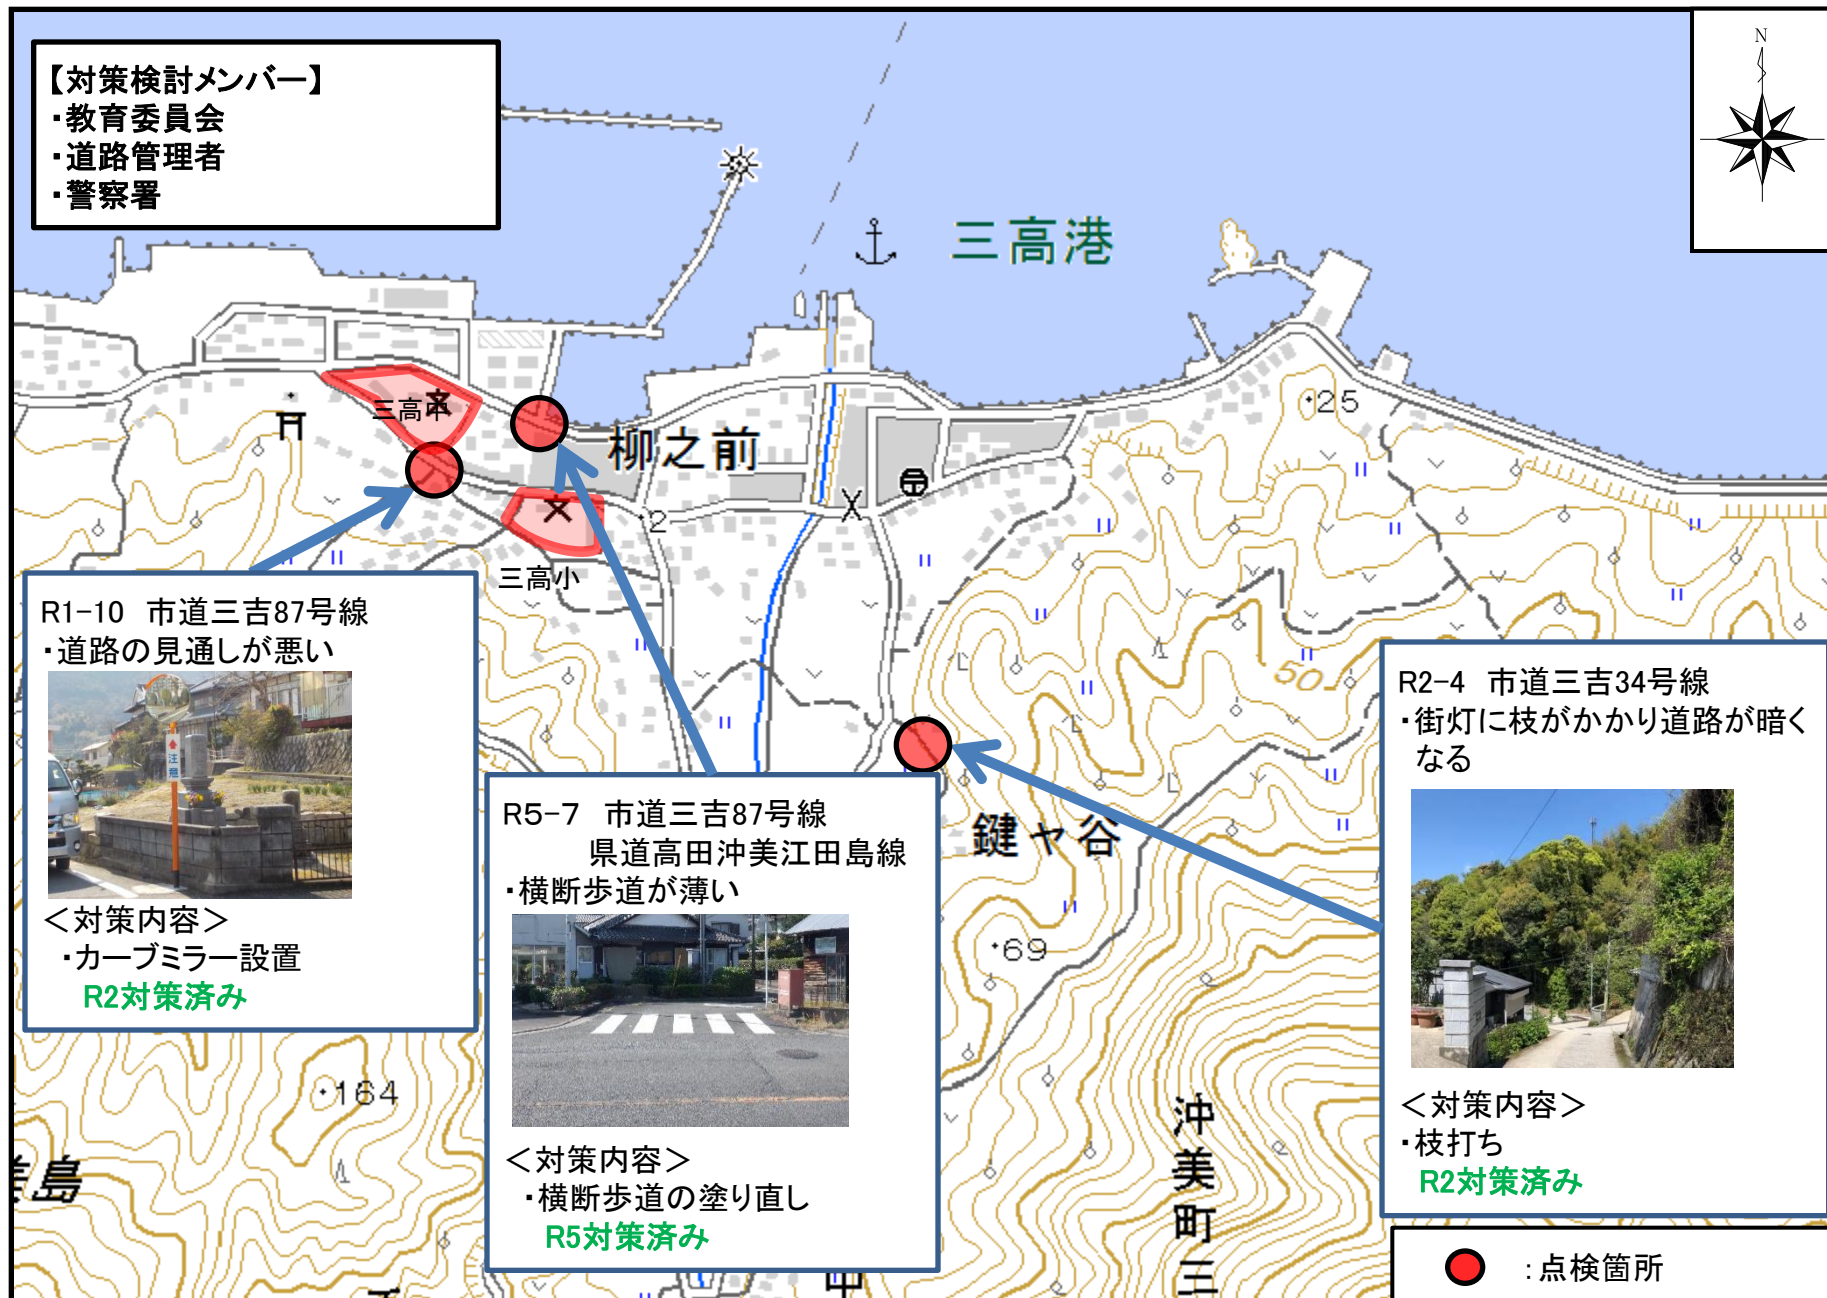 【対策検討メンバー】
・教育委員会
・道路管理者
・警察署
N
三高港
三高中
柳之前
三高小
2
25
50
鍵ヶ谷
69
164
美島
沖美町三
R1-10 市道三吉87号線
・道路の見通しが悪い
注意
＜対策内容＞
・カーブミラー設置
R2対策済み
R5-7 市道三吉87号線
県道高田沖美江田島線
・横断歩道が薄い
＜対策内容＞
・横断歩道の塗り直し
R5対策済み
R2-4 市道三吉34号線
・街灯に枝がかかり道路が暗く
なる
＜対策内容＞
・枝打ち
R2対策済み
：点検箇所